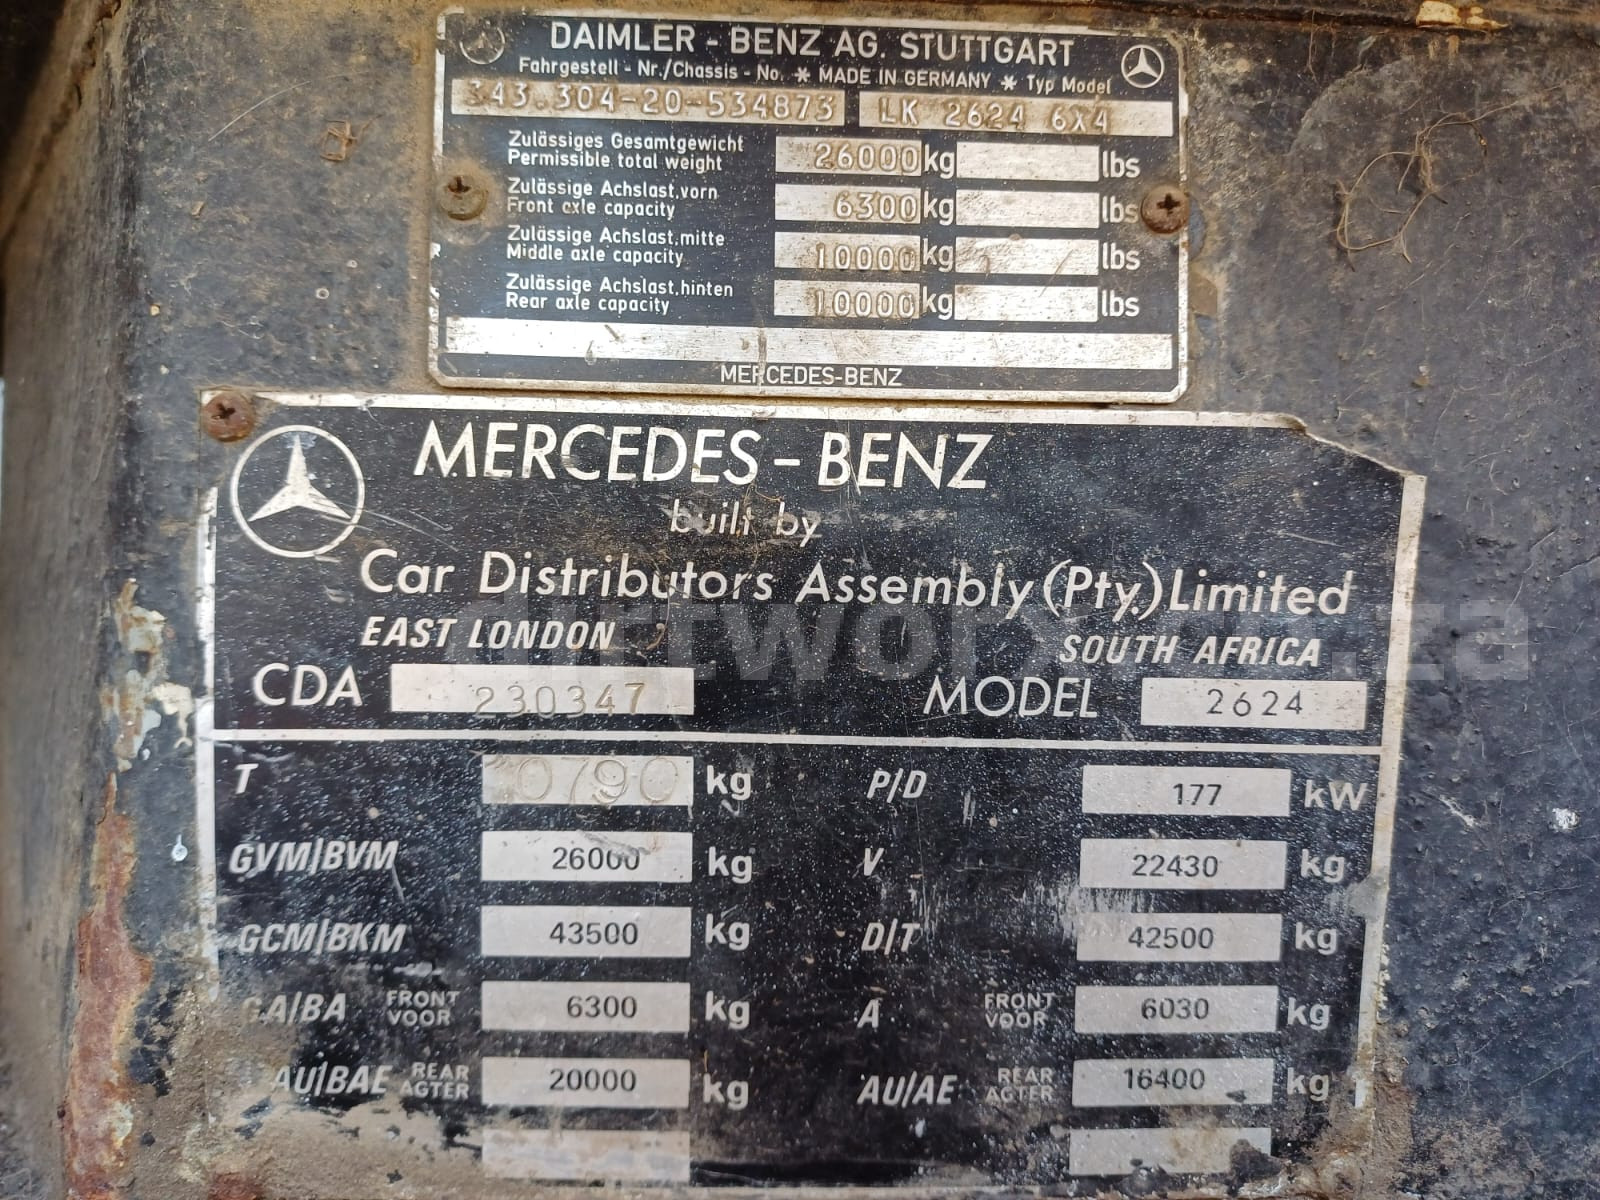 DAIMLER - BENZ AG. STUTTGART
Fahrgestell - Nr./Chassis - No. * MADE IN GERMANY * Typ Model
343.304-20-534873 LK 2624 6x4
Zulässiges Gesamtgewicht
Permissible total weight 26000 kg lbs
Zulässige Achslast,vorn
Front axle capacity 6300 kg lbs
Zulässige Achslast,mitte
Middle axle capacity 10000 kg lbs
Zulässige Achslast,hinten
Rear axle capacity 10000 kg lbs
MERCEDES-BENZ
MERCEDES-BENZ
built by
Car Distributors Assembly (Pty.) Limited
EAST LONDON SOUTH AFRICA
CDA 230347 MODEL 2624
T kg P/D 177 kW
GVM/BVM 26000 kg V 22430 kg
GCM/BKM 43500 kg D/T 42500 kg
GA/BA FRONT VOOR 6300 kg A FRONT VOOR 6030 kg
AU/BAE REAR AGTER 20000 kg AU/AE REAR AGTER 16400 kg